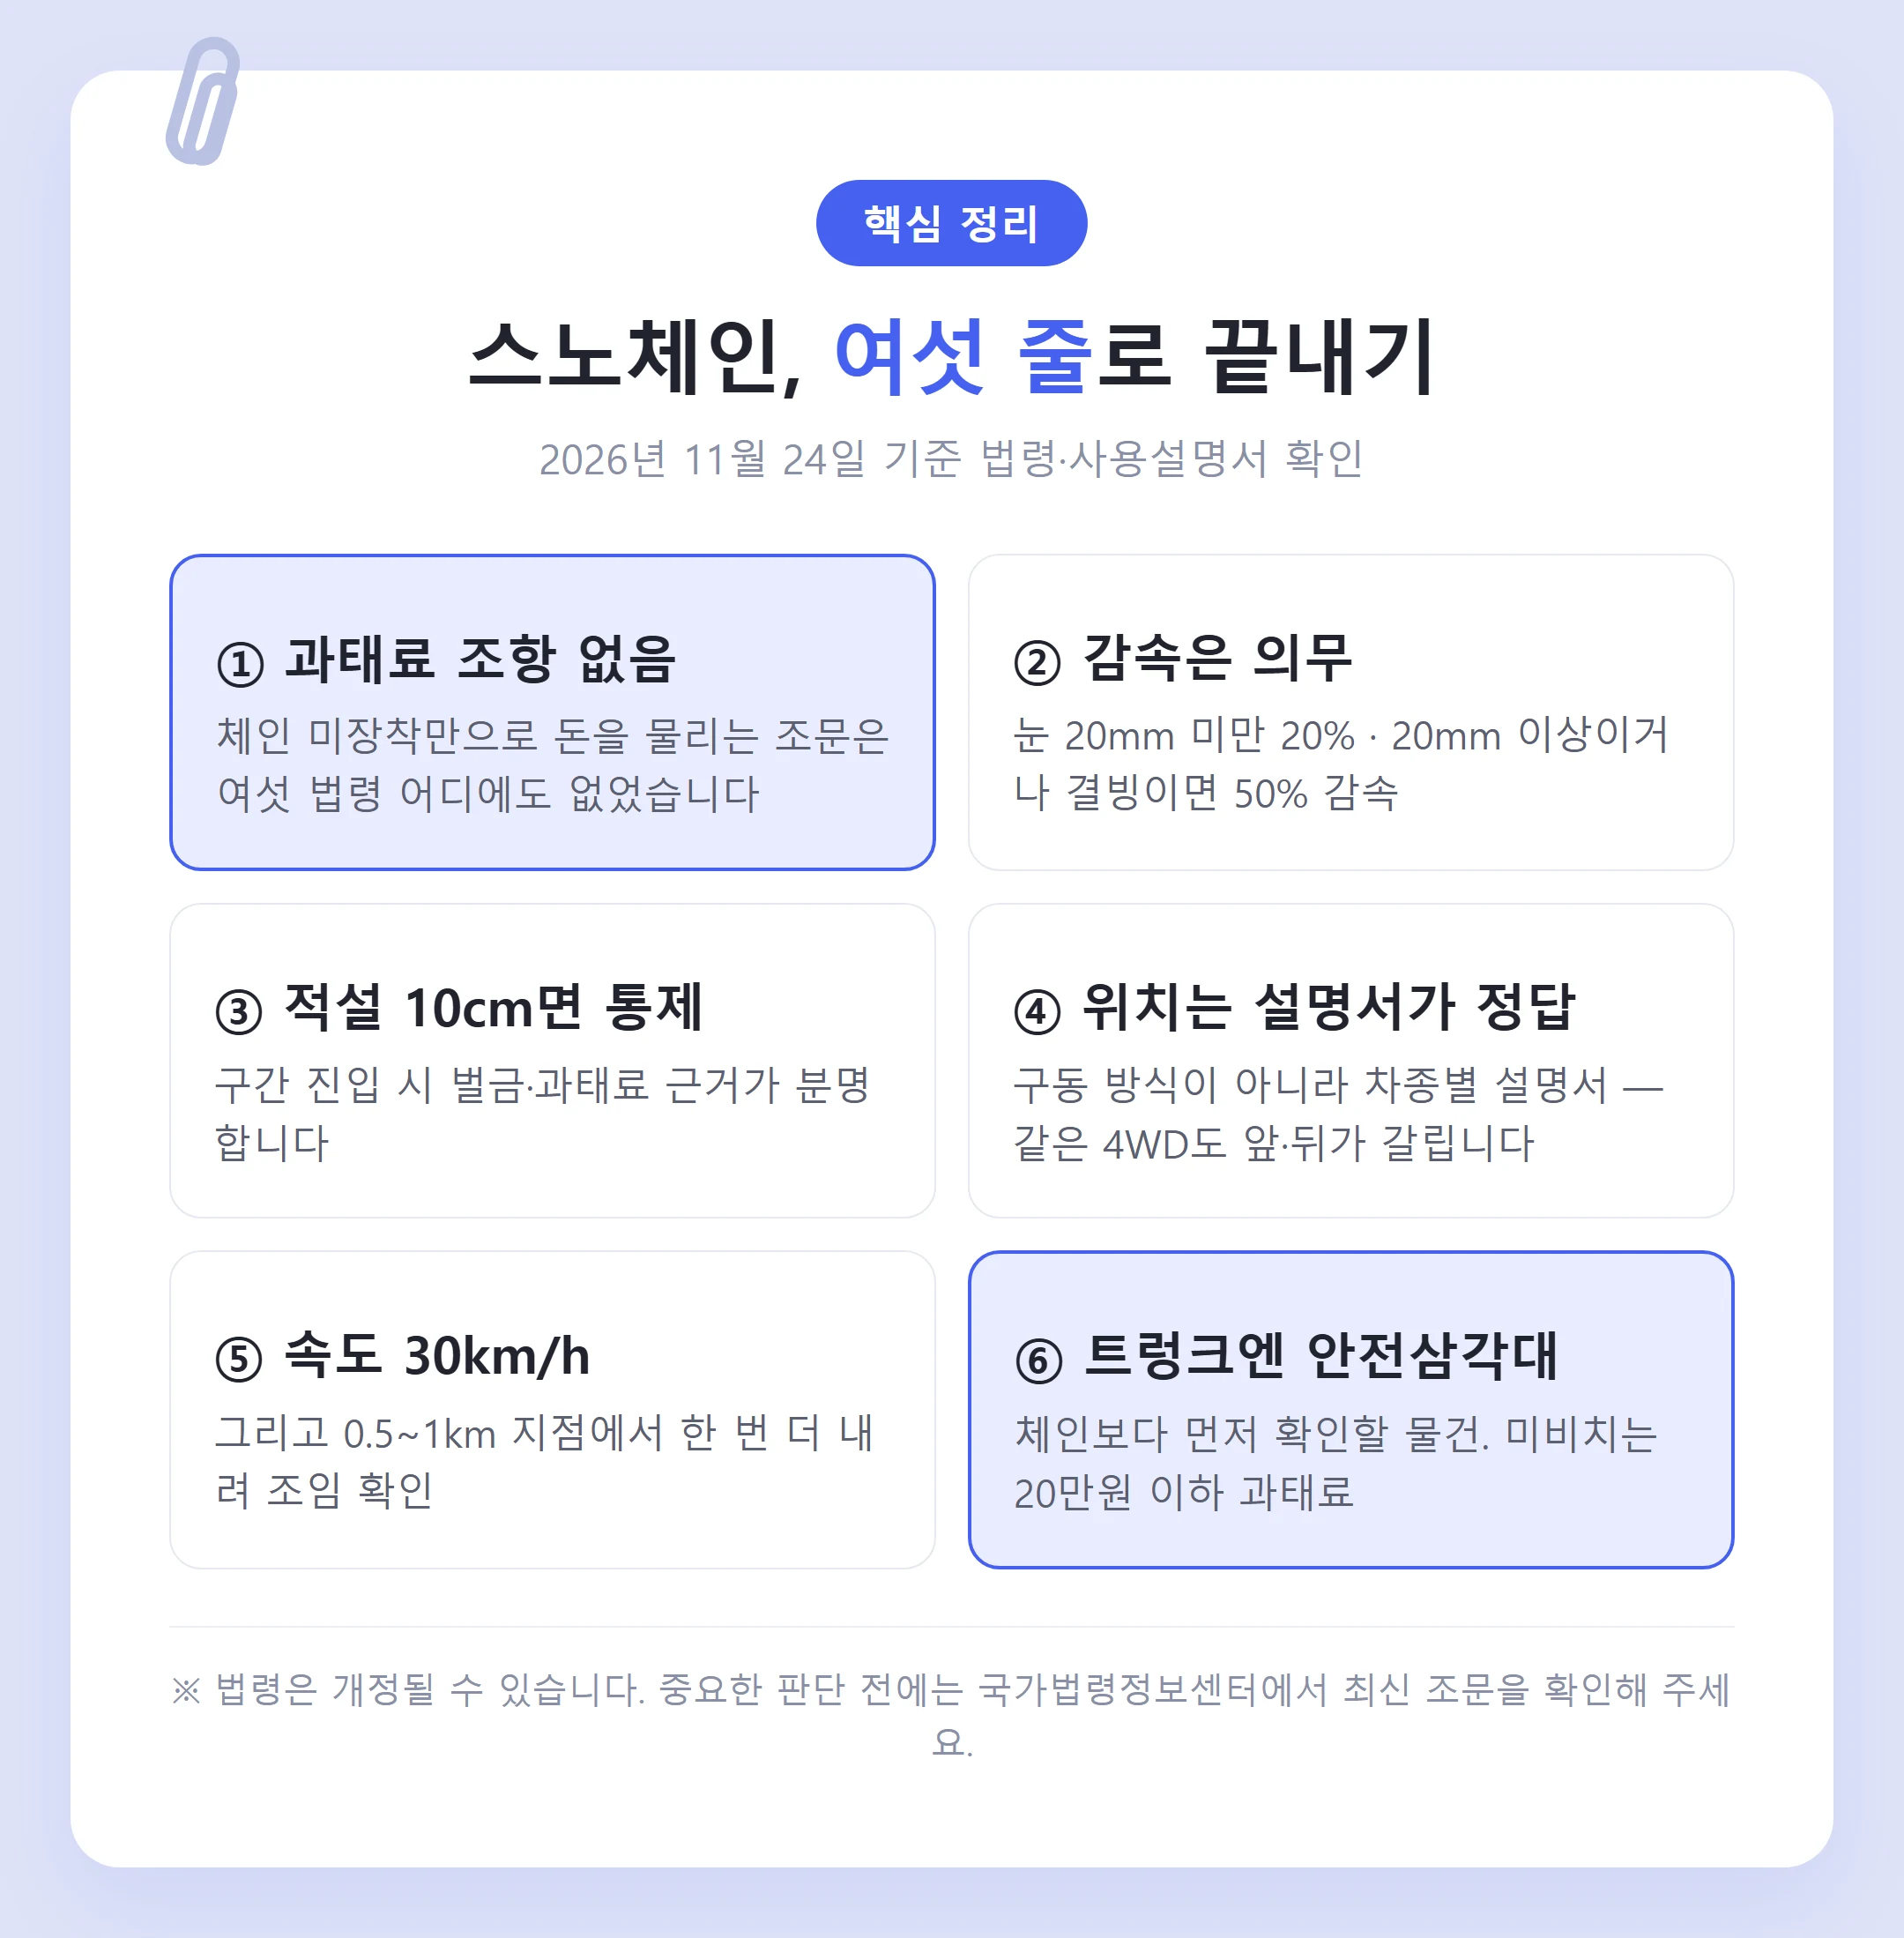 핵심 정리
스노체인, 여섯 줄로 끝내기
2026년 11월 24일 기준 법령·사용설명서 확인
① 과태료 조항 없음
체인 미장착만으로 돈을 물리는 조문은
여섯 법령 어디에도 없었습니다
② 감속은 의무
눈 20mm 미만 20% · 20mm 이상이거
나 결빙이면 50% 감속
③ 적설 10cm면 통제
구간 진입 시 벌금·과태료 근거가 분명
합니다
④ 위치는 설명서가 정답
구동 방식이 아니라 차종별 설명서 —
같은 4WD도 앞·뒤가 갈립니다
⑤ 속도 30km/h
그리고 0.5~1km 지점에서 한 번 더 내
려 조임 확인
⑥ 트렁크엔 안전삼각대
체인보다 먼저 확인할 물건. 미비치는
20만원 이하 과태료
※ 법령은 개정될 수 있습니다. 중요한 판단 전에는 국가법령정보센터에서 최신 조문을 확인해 주세
요.